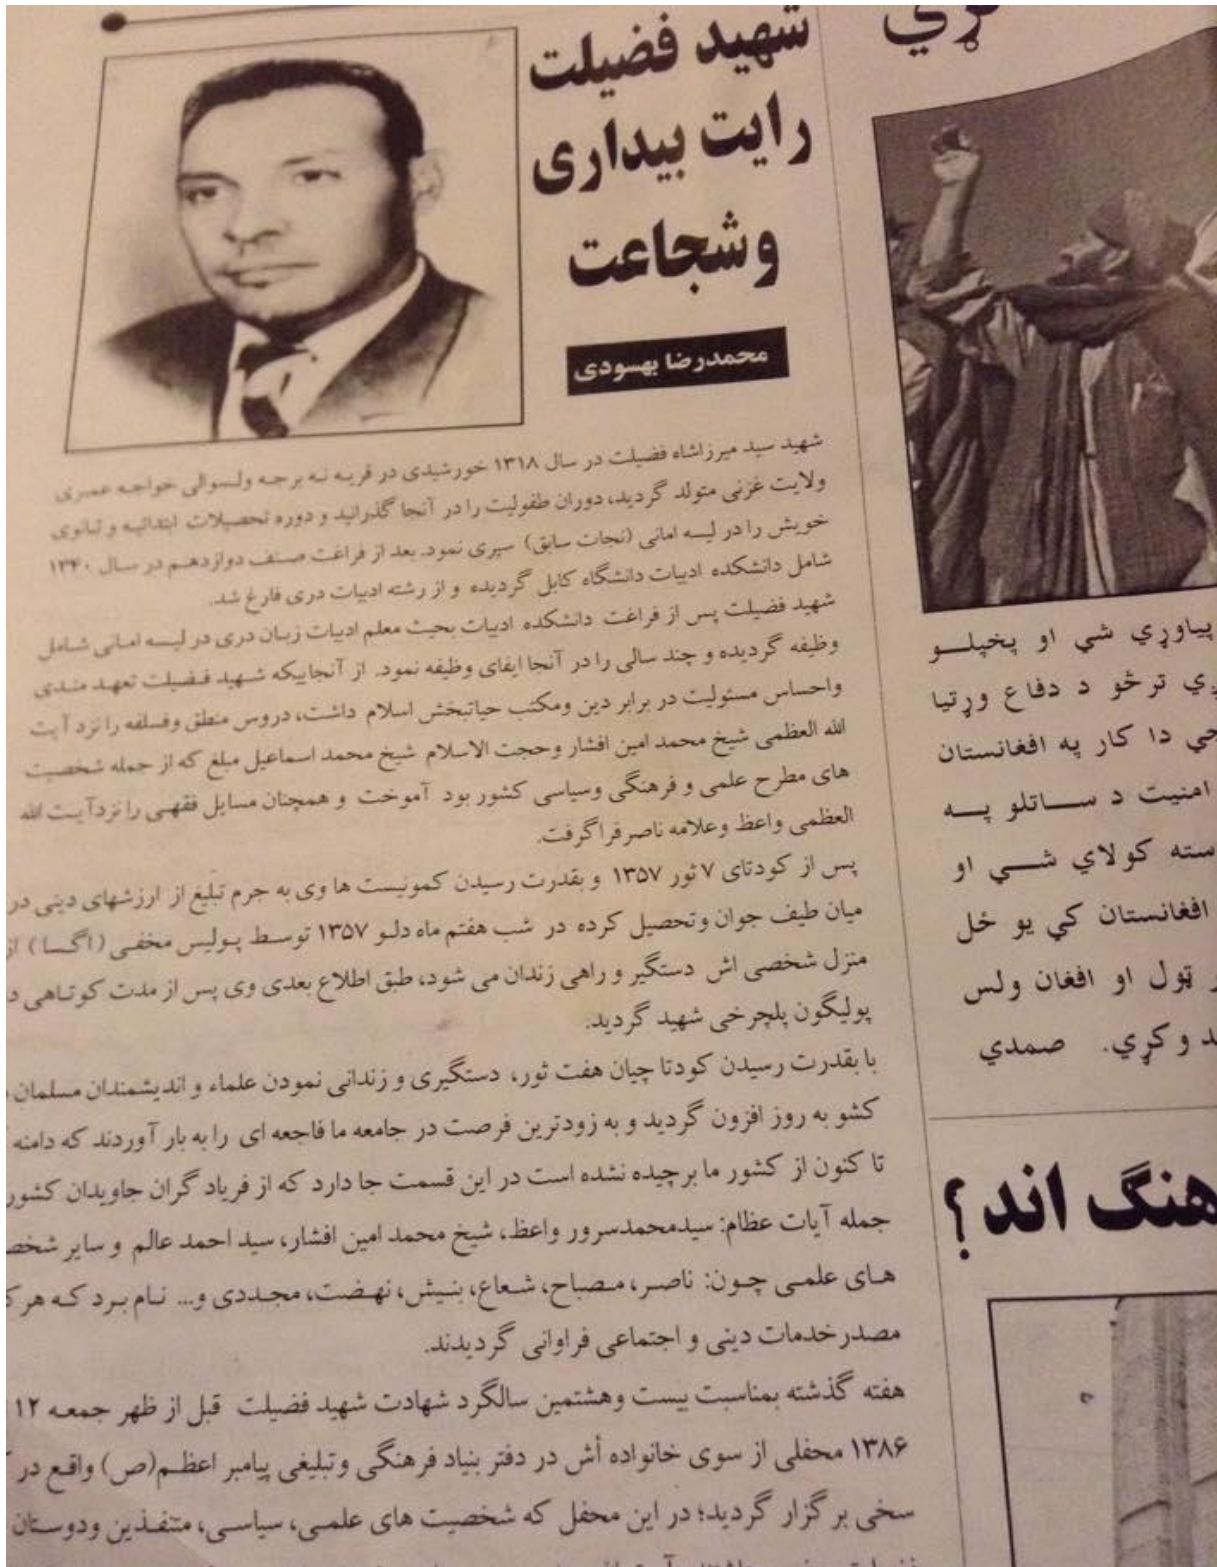 شهید فضیلت
رایت بیداری
وشجاعت
محمدرضا بهسودی
شهید سید میرزاشاه فضیلت در سال ۱۳۱۸ خورشیدی در قریه نه برجه ولسوالی خواجه عمری
ولایت غزنی متولد گردید، دوران طفولیت را در آنجا گذرانید و دوره تحصیلات ابتدائیه و ثانوی
خویش را در لیسه امانی (نجات سابق) سپری نمود. بعد از فراغت صنف دوازدهم در سال ۱۳۴۰
شامل دانشکده ادبیات دانشگاه کابل گردیده و از رشته ادبیات دری فارغ شد.
شهید فضیلت پس از فراغت دانشکده ادبیات بحیث معلم ادبیات زبان دری در لیسه امانی شامل
وظیفه گردیده و چند سالی را در آنجا ایفای وظیفه نمود. از آنجاییکه شهید فضیلت تعهد مندی
واحساس مسئولیت در برابر دین ومکتب حیاتبخش اسلام داشت، دروس منطق وفسلفه را نزد آیت
الله العظمی شیخ محمد امین افشار وحجت الاسلام شیخ محمد اسماعیل مبلغ که از جمله شخصیت
های مطرح علمی و فرهنگی وسیاسی کشور بود آموخت و همچنان مسایل فقهی را نزدآیت الله
العظمی واعظ وعلامه ناصر فراگرفت.
پس از کودتای ۷ ثور ۱۳۵۷ و بقدرت رسیدن کمونیست ها وی به جرم تبلیغ از ارزشهای دینی در
میان طیف جوان وتحصیل کرده در شب هفتم ماه دلو ۱۳۵۷ توسط پولیس مخفی (اگسا) از
منزل شخصی اش دستگیر و راهی زندان می شود، طبق اطلاع بعدی وی پس از مدت کوتاهی د
پولیگون پلچرخی شهید گردید.
با بقدرت رسیدن کودتا چیان هفت ثور، دستگیری و زندانی نمودن علماء و اندیشمندان مسلمان
کشو به روز افزون گردید و به زودترین فرصت در جامعه ما فاجعه ای را به بار آوردند که دامنه
تا کنون از کشور ما برچیده نشده است در این قسمت جا دارد که از فریاد گران جاویدان کشور
جمله آیات عظام: سیدمحمدسرور واعظ، شیخ محمد امین افشار، سید احمد عالم و سایر شخص
های علمی چون: ناصر، مصباح، شعاع، بنیش، نهضت، مجددی و... نام برد که هر ک
مصدر خدمات دینی و اجتماعی فراوانی گردیدند.
هفته گذشته بمناسبت بیست وهشتمین سالگرد شهادت شهید فضیلت قبل از ظهر جمعه ۱۲
۱۳۸۶ محفلی از سوی خانواده أش در دفتر بنیاد فرهنگی وتبلیغی پیامبر اعظم(ص) واقع در
سخی بر گزار گردید؛ در این محفل که شخصیت های علمی، سیاسی، متنفذین ودوستان
پیاوړي شي او پخپلو
ي ترڅو د دفاع وړتیا
جي دا کار په افغانستان
امنیت د ساتلو په
سته کولای شي او
افغانستان کي یو ځل
ټول او افغان ولس
د وکړي. صمدي
هنگ اند؟